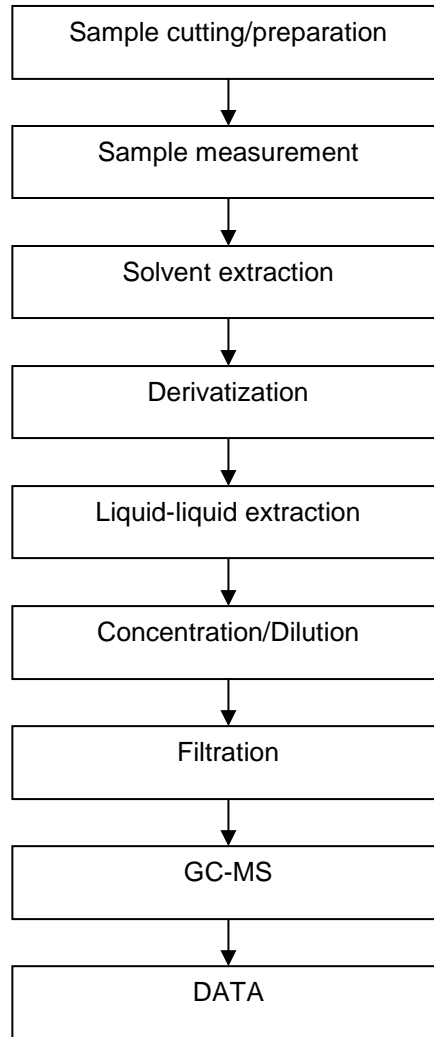 Sample cutting/preparation
Sample measurement
Solvent extraction
Derivatization
Liquid-liquid extraction
Concentration/Dilution
Filtration
GC-MS
DATA